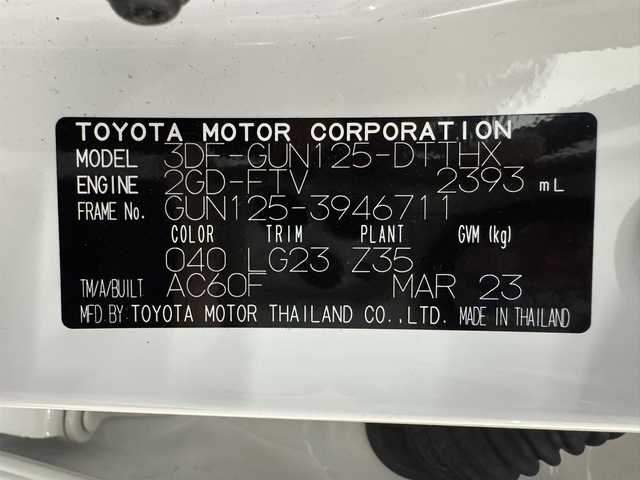 TOYOTA MOTOR CORPORATION
MODEL 3DF-GUN125-DTTHX
ENGINE 2GD-FTV 2393 mL
FRAME No. GUN125-3946711
COLOR TRIM PLANT GVM (kg)
040 LG23 Z35
TM/A/BUILT AC60F MAR 23
MFD.BY:TOYOTA MOTOR THAILAND CO.,LTD. MADE IN THAILAND